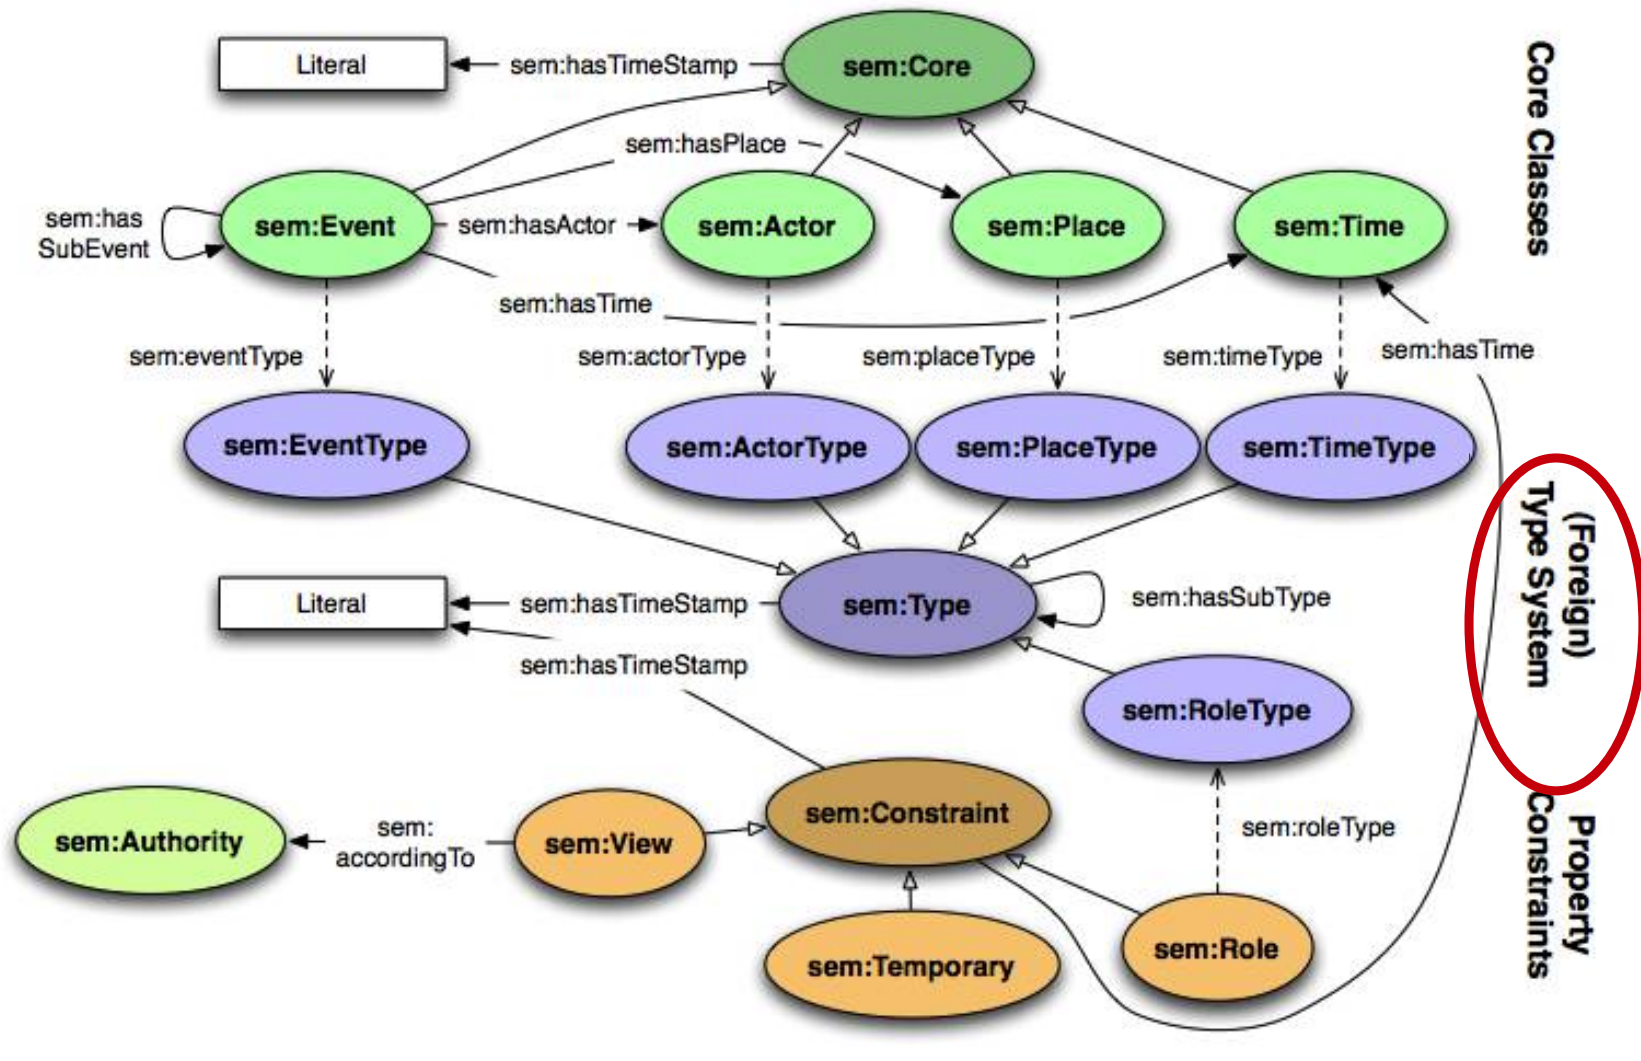 Literal
sem:hasTimeStamp
sem:Core
Core Classes
sem:hasPlace
sem:has
SubEvent
sem:Event
sem:hasActor
sem:Actor
sem:Place
sem:Time
sem:hasTime
sem:eventType
sem:actorType
sem:placeType
sem:timeType
sem:hasTime
sem:EventType
sem:ActorType
sem:PlaceType
sem:TimeType
(Foreign)
Type System
Literal
sem:hasTimeStamp
sem:Type
sem:hasSubType
sem:hasTimeStamp
sem:RoleType
sem:Authority
sem:
accordingTo
sem:View
sem:Constraint
sem:roleType
Property
Constraints
sem:Temporary
sem:Role